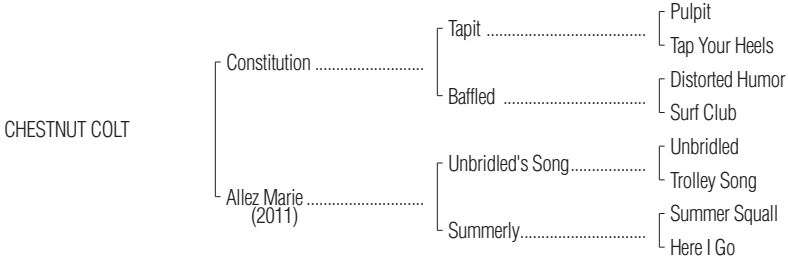 Pulpit
Tapit ......................................
Tap Your Heels
Constitution ..........................
Distorted Humor
Baffled ..................................
Surf Club
CHESTNUT COLT
Unbridled
Unbridled's Song....................
Trolley Song
Allez Marie ............................
(2011)
Summer Squall
Summerly...............................
Here I Go